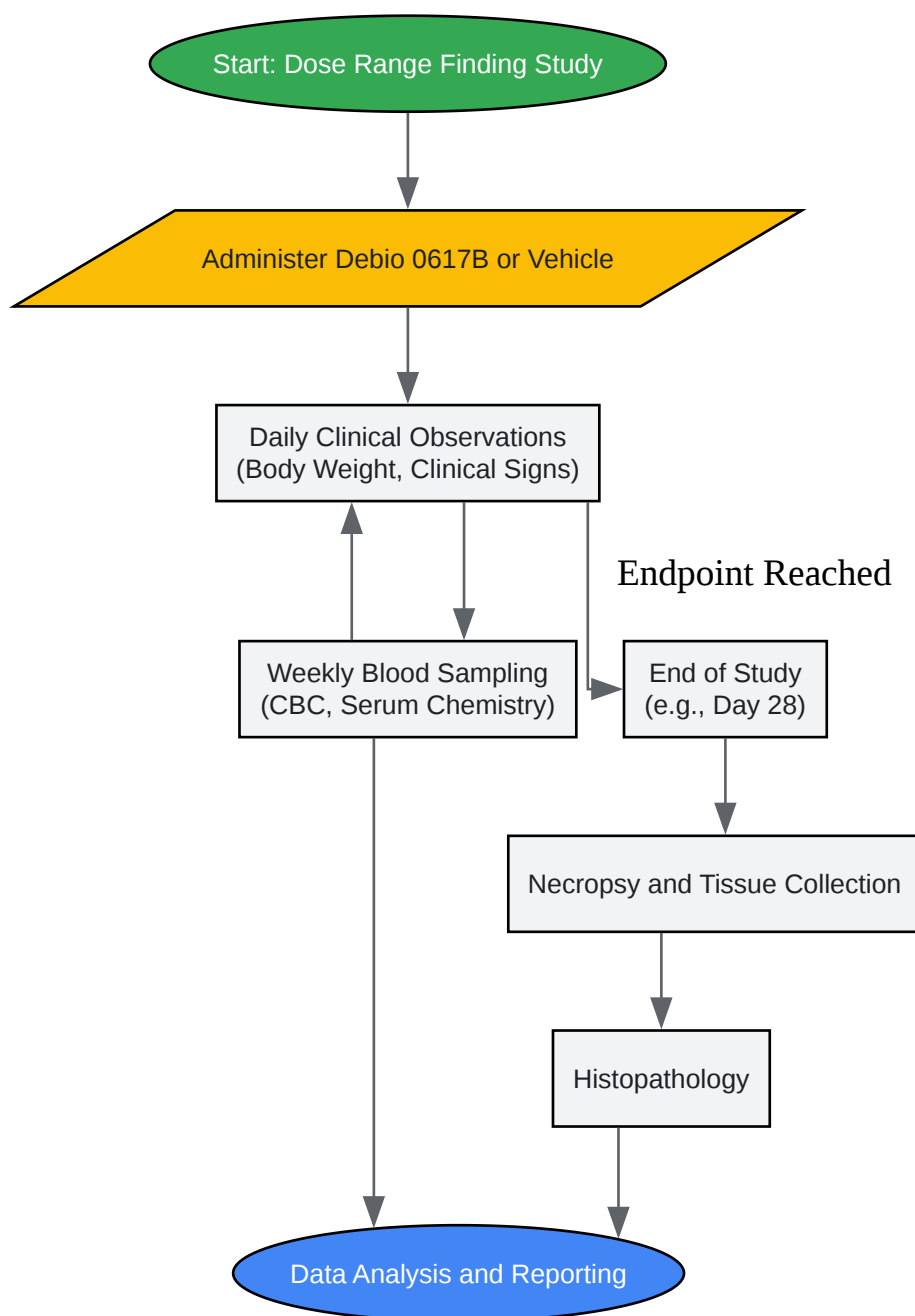 Start: Dose Range Finding Study
Administer Debio 0617B or Vehicle
Daily Clinical Observations
(Body Weight, Clinical Signs)
Endpoint Reached
Weekly Blood Sampling
(CBC, Serum Chemistry)
End of Study
(e.g., Day 28)
Necropsy and Tissue Collection
Histopathology
Data Analysis and Reporting